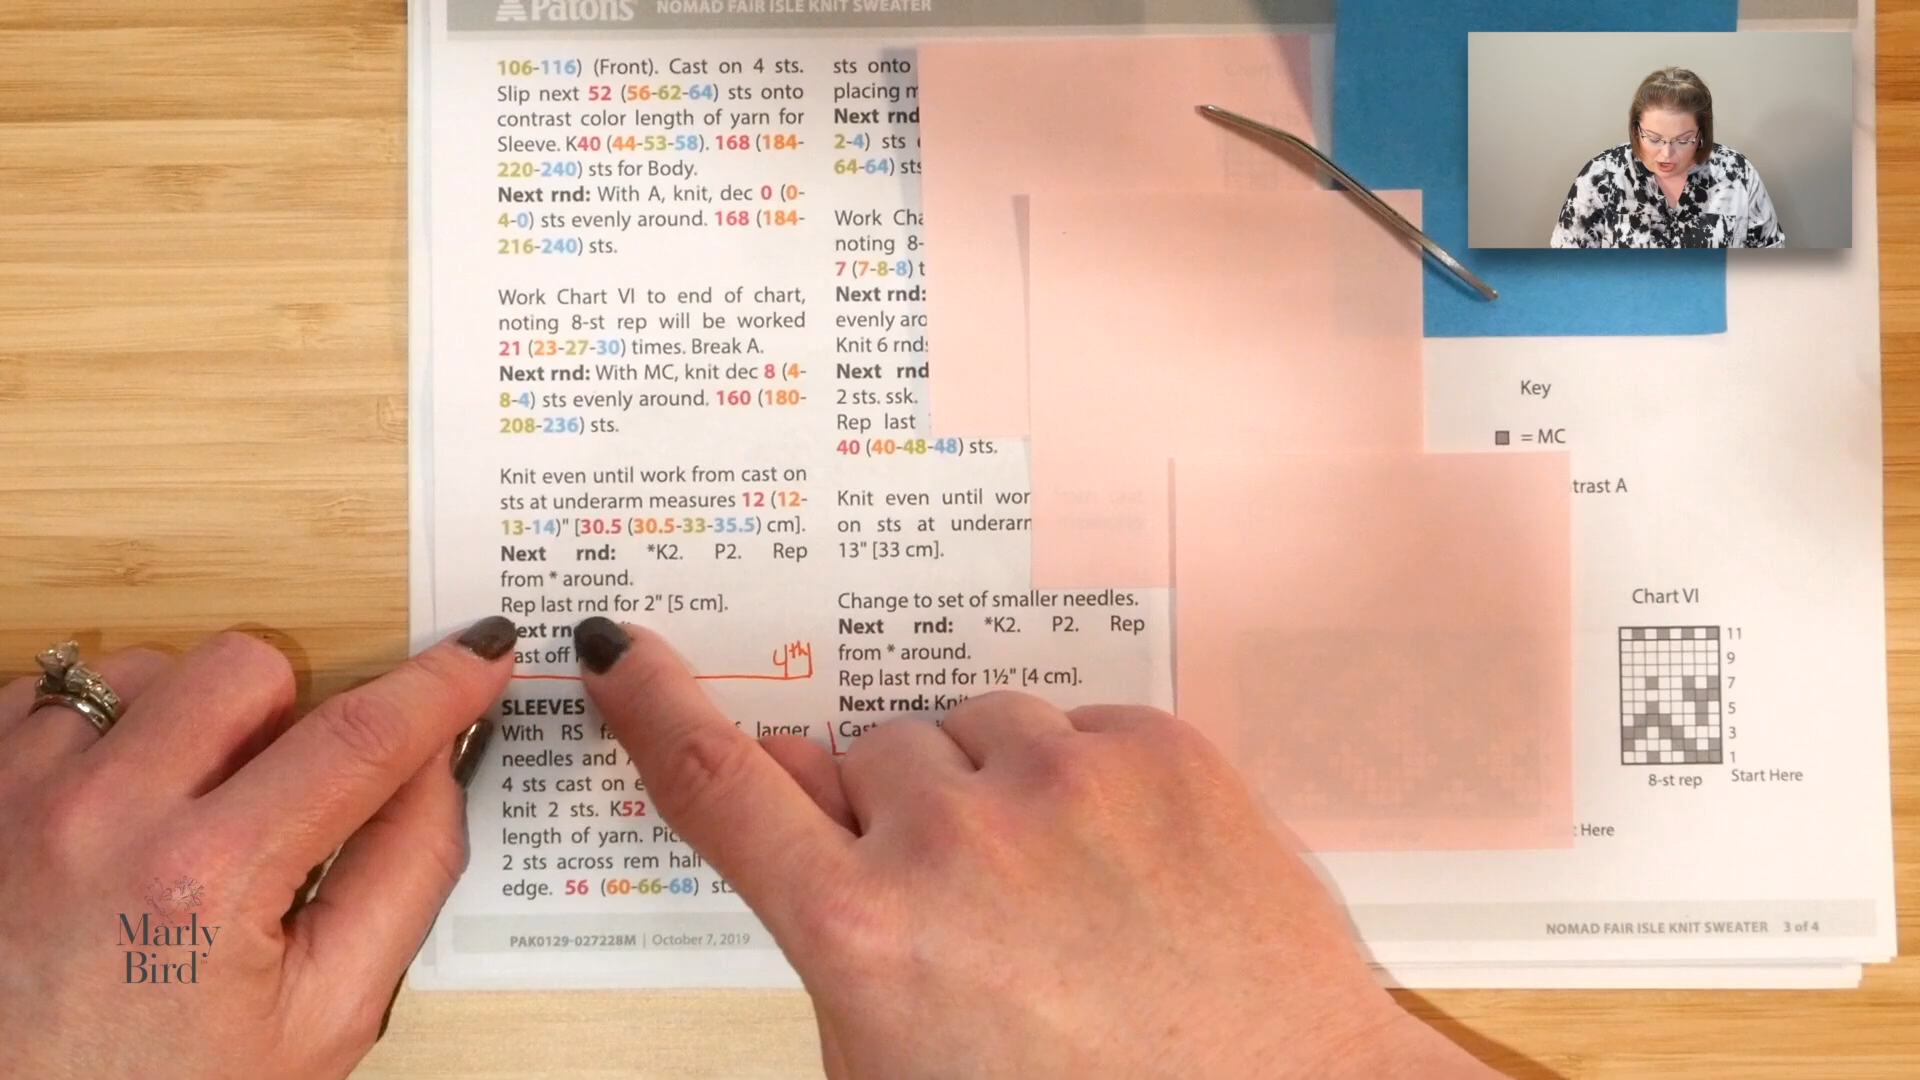 Patons NOMAD FAIR ISLE KNIT SWEATER
106-116) (Front). Cast on 4 sts.
Slip next 52 (56-62-64) sts onto
contrast color length of yarn for
Sleeve. K40 (44-53-58). 168 (184-
220-240) sts for Body.
Next rnd: With A, knit, dec 0 (0-
4-0) sts evenly around. 168 (184-
216-240) sts.
Work Chart VI to end of chart,
noting 8-st rep will be worked
21 (23-27-30) times. Break A.
Next rnd: With MC, knit dec 8 (4-
8-4) sts evenly around. 160 (180-
208-236) sts.
Knit even until work from cast on
sts at underarm measures 12 (12-
13-14)" [30.5 (30.5-33-35.5) cm].
Next rnd: *K2. P2. Rep
from * around.
Rep last rnd for 2" [5 cm].
ext rn
ast off
4th
SLEEVES
With RS larger
needles and
4 sts cast on
knit 2 sts. K52
length of yarn.
2 sts across rem half
edge. 56 (60-66-68)
sts onto
placing
Next rnd
2-4) sts
64-64) sts
Work
noting 8-
7 (7-8-8)
Next rnd:
evenly
Knit 6
Next rnd
2 sts. ssk.
Rep last
40 (40-48-48) sts.
Knit even until
on sts at
13" [33 cm].
Change to set of smaller needles.
Next rnd: *K2. P2. Rep
from * around.
Rep last rnd for 1½" [4 cm].
Next rnd:
Key
= MC
trast A
Chart VI
11
9
7
5
3
1
8-st rep Start Here
Here
PAK0129-027228M | October 7, 2019
NOMAD FAIR ISLE KNIT SWEATER 3 of 4
Marly
Bird